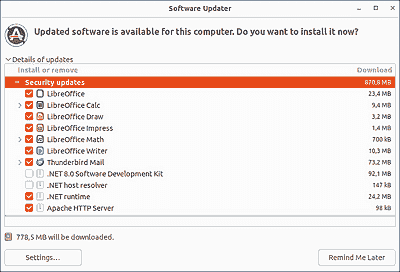 Software Updater
Updated software is available for this computer. Do you want to install it now?
Details of updates
Install or remove Download
Security updates 878,8 MB
LibreOffice 23,4 MB
LibreOffice Calc 9,4 MB
LibreOffice Draw 3,2 MB
LibreOffice Impress 1,4 MB
LibreOffice Math 700 kB
LibreOffice Writer 10,3 MB
Thunderbird Mail 73,2 MB
.NET 8.0 Software Development Kit 92,1 MB
.NET host resolver 147 kB
.NET runtime 24,2 MB
Apache HTTP Server 98 kB
778,5 MB will be downloaded.
Settings... Remind Me Later